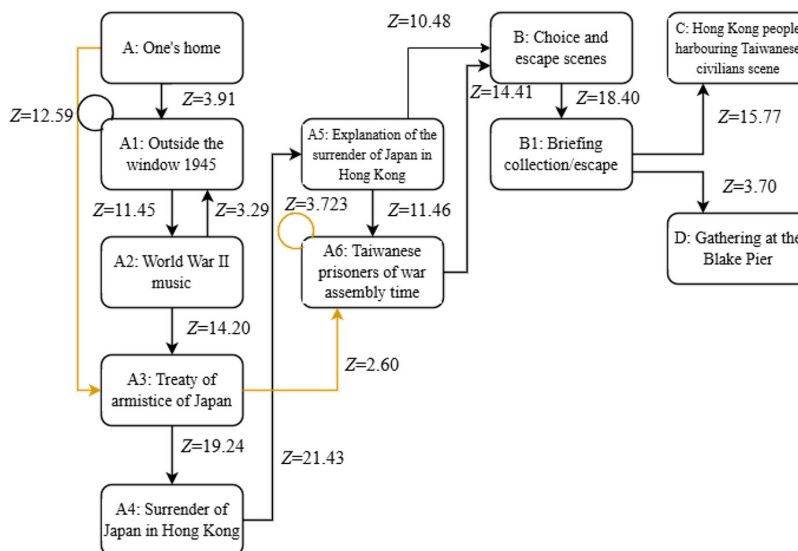 A: One's home
Z=3.91
Z=12.59
A1: Outside the
window 1945
Z=11.45
Z=3.29
A2: World War II
music
Z=14.20
A3: Treaty of
armistice of Japan
Z=2.60
Z=19.24
A4: Surrender of
Japan in Hong Kong
Z=21.43
A5: Explanation of the
surrender of Japan in
Hong Kong
Z=10.48
Z=3.723
Z=11.46
A6: Taiwanese
prisoners of war
assembly time
Z=14.41
B: Choice and
escape scenes
Z=18.40
B1: Briefing
collection/escape
C: Hong Kong people
harbouring Taiwanese
civilians scene
Z=15.77
Z=3.70
D: Gathering at the
Blake Pier